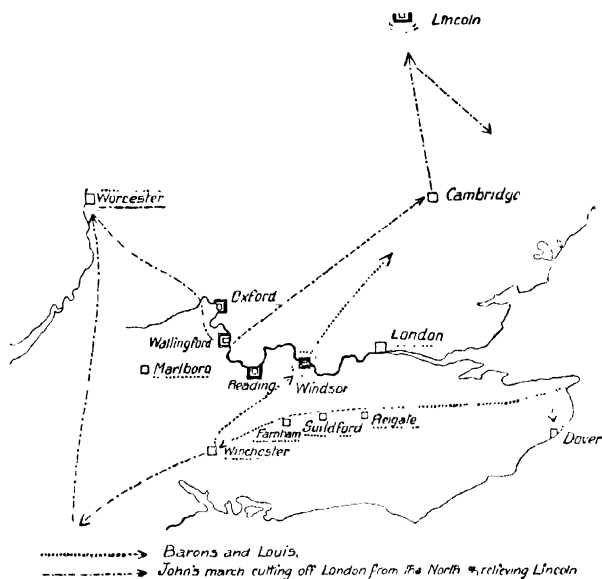 Lincoln
Cambridge
Worcester
Oxford
Wallingford
London
Marlboro
Reading
Windsor
Farnham
Guildford
Reigate
Dover
Winchester
Barons and Louis.
John's march cutting off London from the North & relieving Lincoln